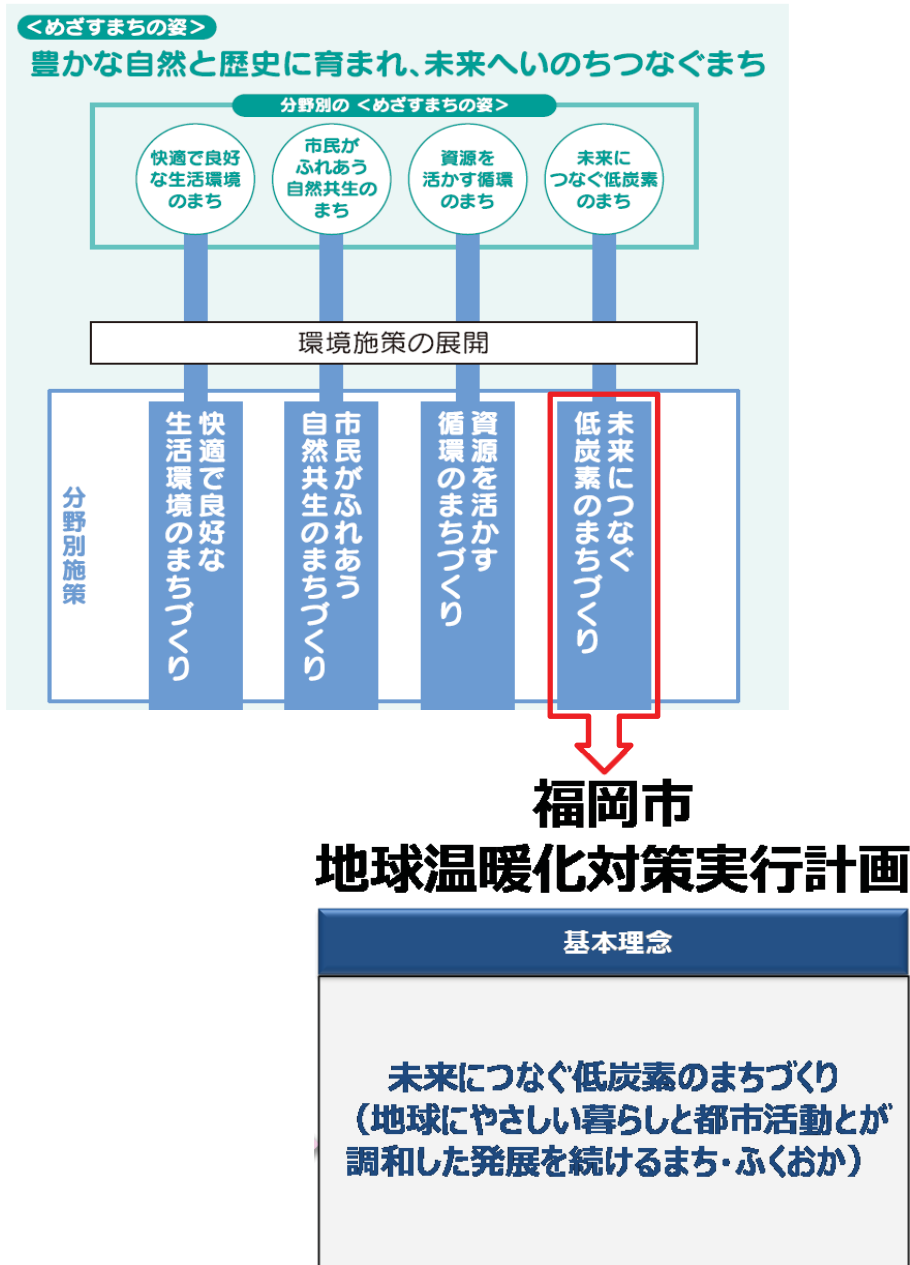 ＜めざすまちの姿＞
豊かな自然と歴史に育まれ、未来へいのちつなぐまち
分野別の ＜めざすまちの姿＞
快適で良好
な生活環境
のまち
市民が
ふれあう
自然共生の
まち
資源を
活かす循環
のまち
未来に
つなぐ低炭素
のまち
環境施策の展開
分野別施策
快適で良好な
生活環境のまちづくり
市民がふれあう
自然共生のまちづくり
資源を活かす
循環のまちづくり
未来につなぐ
低炭素のまちづくり
福岡市
地球温暖化対策実行計画
基本理念
未来につなぐ低炭素のまちづくり
（地球にやさしい暮らしと都市活動とが
調和した発展を続けるまち・ふくおか）